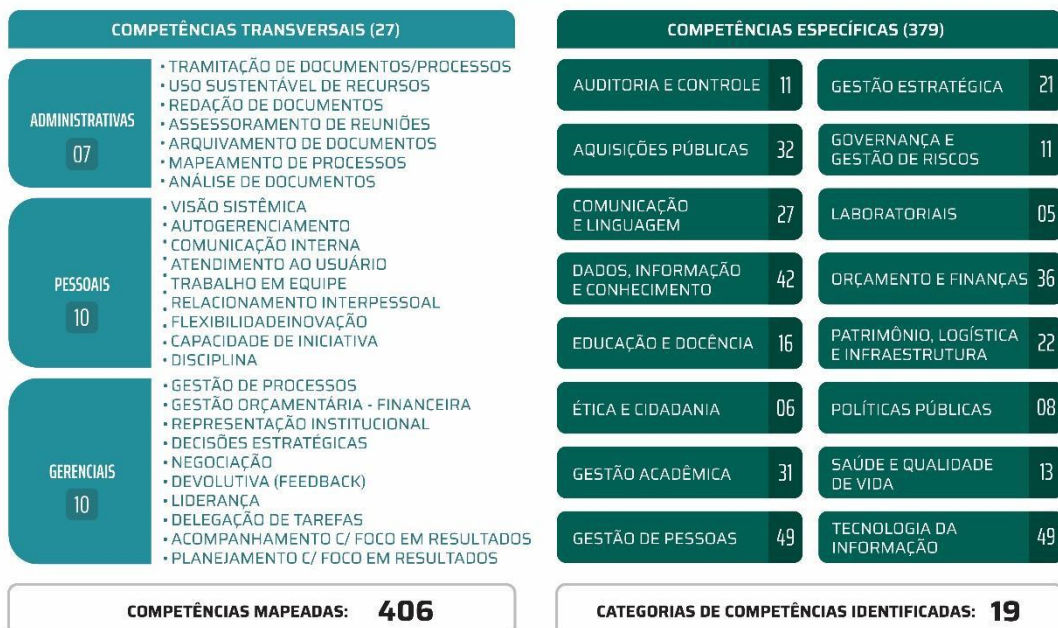 COMPETÊNCIAS TRANSVERSAIS (27)
ADMINISTRATIVAS
07
• TRAMITAÇÃO DE DOCUMENTOS/PROCESSOS
• USO SUSTENTÁVEL DE RECURSOS
• REDAÇÃO DE DOCUMENTOS
• ASSESSORAMENTO DE REUNIÕES
• ARQUIVAMENTO DE DOCUMENTOS
• MAPEAMENTO DE PROCESSOS
• ANÁLISE DE DOCUMENTOS
PESSOAIS
10
• VISÃO SISTÊMICA
• AUTOGERENCIAMENTO
• COMUNICAÇÃO INTERNA
• ATENDIMENTO AO USUÁRIO
• TRABALHO EM EQUIPE
• RELACIONAMENTO INTERPESSOAL
• FLEXIBILIDADEINOVAÇÃO
• CAPACIDADE DE INICIATIVA
• DISCIPLINA
GERENCIAIS
10
• GESTÃO DE PROCESSOS
• GESTÃO ORÇAMENTÁRIA - FINANCEIRA
• REPRESENTAÇÃO INSTITUCIONAL
• DECISÕES ESTRATÉGICAS
• NEGOCIAÇÃO
• DEVOLUTIVA (FEEDBACK)
• LIDERANÇA
• DELEGAÇÃO DE TAREFAS
• ACOMPANHAMENTO C/ FOCO EM RESULTADOS
• PLANEJAMENTO C/ FOCO EM RESULTADOS
COMPETÊNCIAS MAPEADAS: 406
COMPETÊNCIAS ESPECÍFICAS (379)
AUDITORIA E CONTROLE 11
AQUISIÇÕES PÚBLICAS 32
COMUNICAÇÃO
E LINGUAGEM 27
DADOS, INFORMAÇÃO
E CONHECIMENTO 42
EDUCAÇÃO E DOCÊNCIA 16
ÉTICA E CIDADANIA 06
GESTÃO ACADÊMICA 31
GESTÃO DE PESSOAS 49
GESTÃO ESTRATÉGICA 21
GOVERNANÇA E
GESTÃO DE RISCOS 11
LABORATORIAIS 05
ORÇAMENTO E FINANÇAS 36
PATRIMÔNIO, LOGÍSTICA
E INFRAESTRUTURA 22
POLÍTICAS PÚBLICAS 08
SAÚDE E QUALIDADE
DE VIDA 13
TECNOLOGIA DA
INFORMAÇÃO 49
CATEGORIAS DE COMPETÊNCIAS IDENTIFICADAS: 19